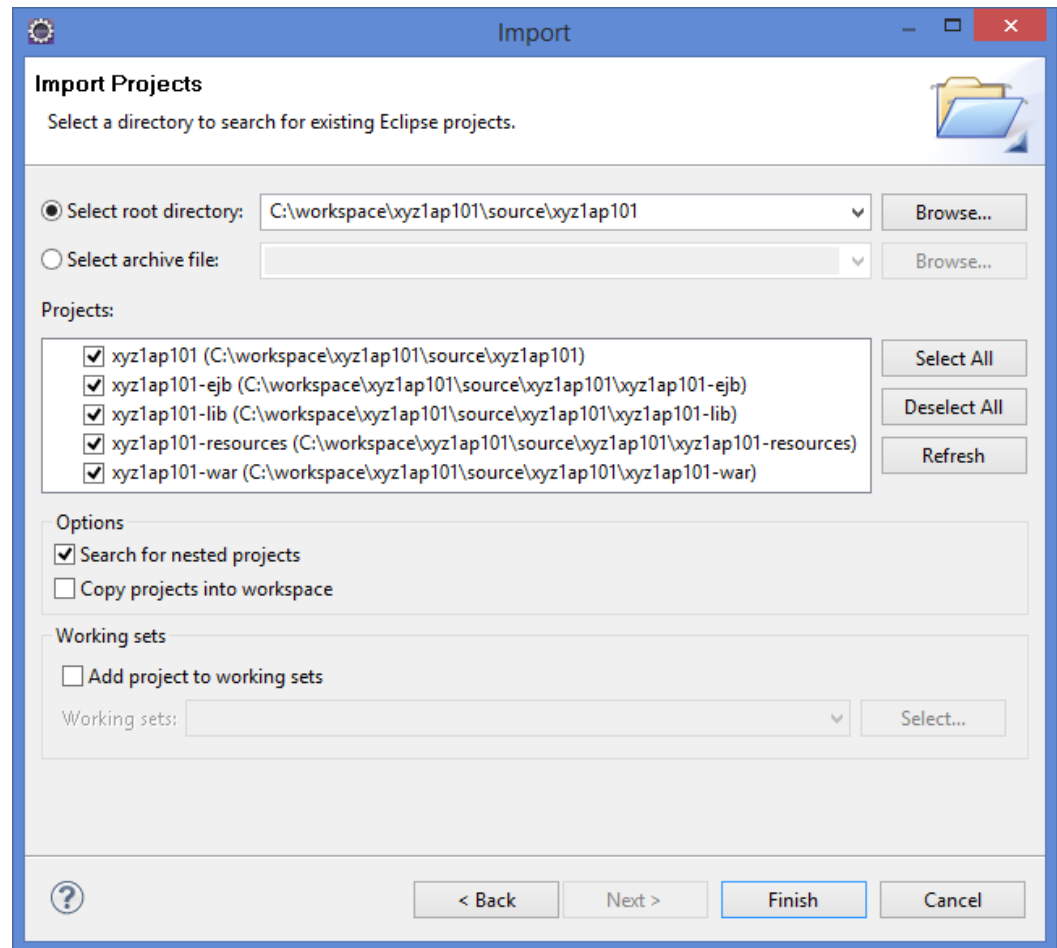 Import
Import Projects
Select a directory to search for existing Eclipse projects.
Select root directory: C:\workspace\xyz1ap101\source\xyz1ap101 Browse...
Select archive file: Browse...
Projects:
xyz1ap101 (C:\workspace\xyz1ap101\source\xyz1ap101) Select All
xyz1ap101-ejb (C:\workspace\xyz1ap101\source\xyz1ap101\xyz1ap101-ejb)
xyz1ap101-lib (C:\workspace\xyz1ap101\source\xyz1ap101\xyz1ap101-lib) Deselect All
xyz1ap101-resources (C:\workspace\xyz1ap101\source\xyz1ap101\xyz1ap101-resources) Refresh
xyz1ap101-war (C:\workspace\xyz1ap101\source\xyz1ap101\xyz1ap101-war)
Options
Search for nested projects
Copy projects into workspace
Working sets
Add project to working sets
Working sets: Select...
? < Back Next > Finish Cancel